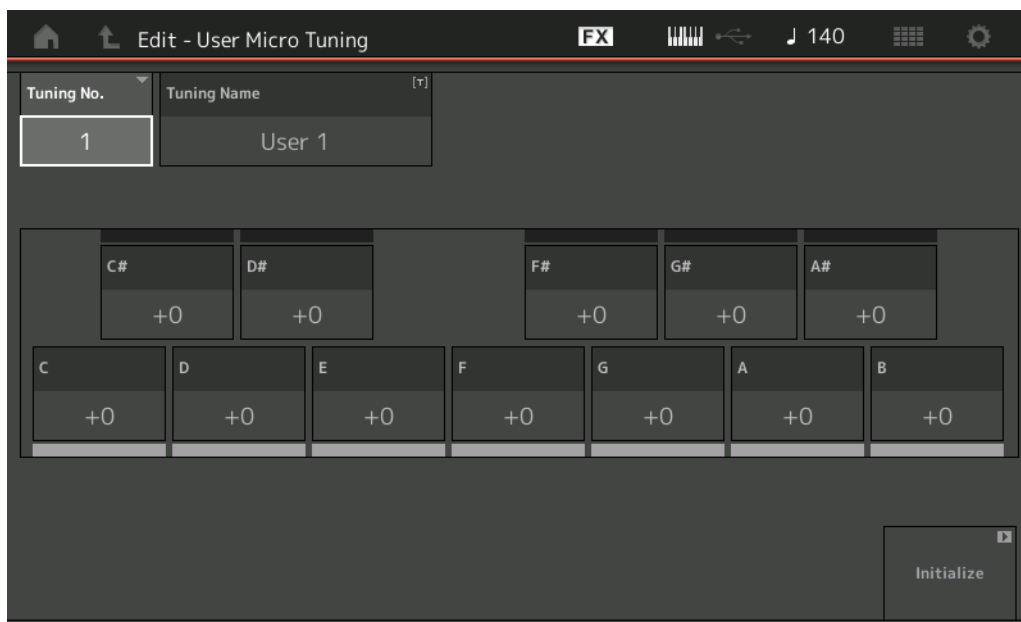 Edit - User Micro Tuning FX ♩ 140
Tuning No. Tuning Name [T]
1 User 1
C# D# F# G# A#
+0 +0 +0 +0 +0
C D E F G A B
+0 +0 +0 +0 +0 +0 +0
Initialize